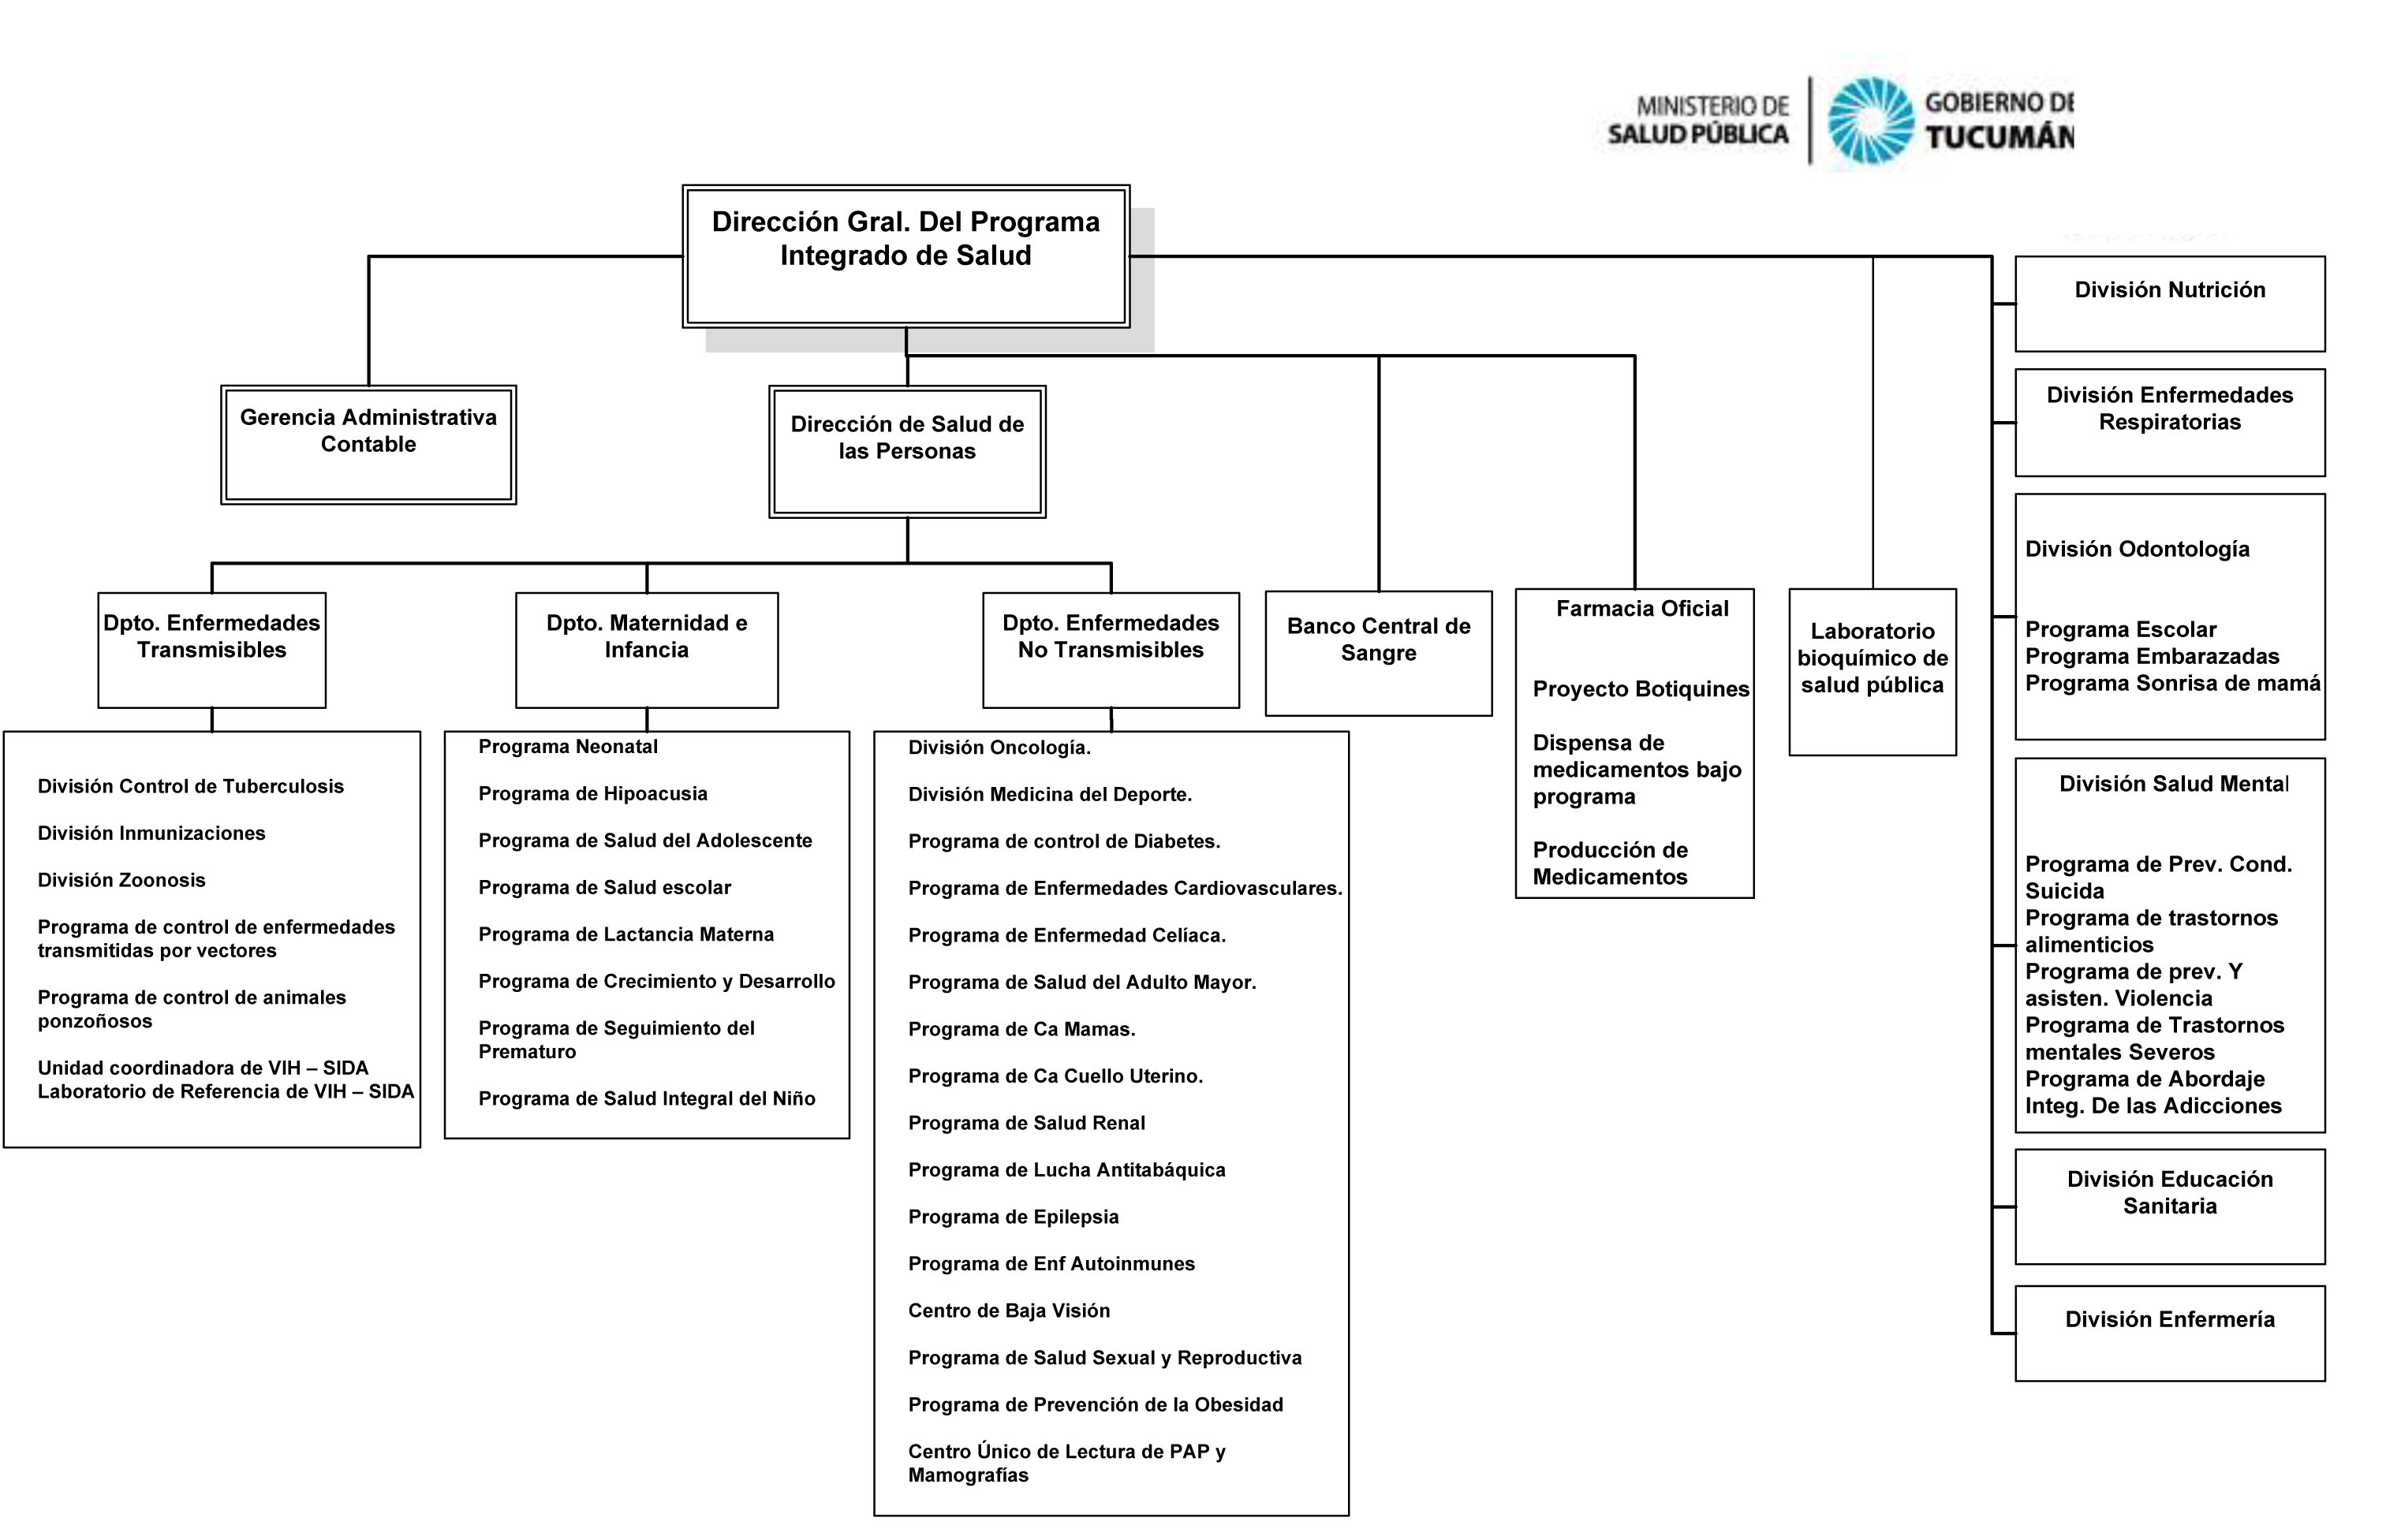 MINISTERIO DE
SALUD PÚBLICA
GOBIERNO DE
TUCUMÁN
Dirección Gral. Del Programa
Integrado de Salud
Gerencia Administrativa
Contable
Dirección de Salud de
las Personas
Dpto. Enfermedades
Transmisibles
Dpto. Maternidad e
Infancia
Dpto. Enfermedades
No Transmisibles
Banco Central de
Sangre
Farmacia Oficial
Proyecto Botiquines
Dispensa de
medicamentos bajo
programa
Producción de
Medicamentos
Laboratorio
bioquímico de
salud pública
División Control de Tuberculosis
División Inmunizaciones
División Zoonosis
Programa de control de enfermedades
transmitidas por vectores
Programa de control de animales
ponzoñosos
Unidad coordinadora de VIH – SIDA
Laboratorio de Referencia de VIH – SIDA
Programa Neonatal
Programa de Hipoacusia
Programa de Salud del Adolescente
Programa de Salud escolar
Programa de Lactancia Materna
Programa de Crecimiento y Desarrollo
Programa de Seguimiento del
Prematuro
Programa de Salud Integral del Niño
División Oncología.
División Medicina del Deporte.
Programa de control de Diabetes.
Programa de Enfermedades Cardiovasculares.
Programa de Enfermedad Celíaca.
Programa de Salud del Adulto Mayor.
Programa de Ca Mamas.
Programa de Ca Cuello Uterino.
Programa de Salud Renal
Programa de Lucha Antitabáquica
Programa de Epilepsia
Programa de Enf Autoinmunes
Centro de Baja Visión
Programa de Salud Sexual y Reproductiva
Programa de Prevención de la Obesidad
Centro Único de Lectura de PAP y
Mamografías
División Nutrición
División Enfermedades
Respiratorias
División Odontología
Programa Escolar
Programa Embarazadas
Programa Sonrisa de mamá
División Salud Mental
Programa de Prev. Cond.
Suicida
Programa de trastornos
alimenticios
Programa de prev. Y
asisten. Violencia
Programa de Trastornos
mentales Severos
Programa de Abordaje
Integ. De las Adicciones
División Educación
Sanitaria
División Enfermería